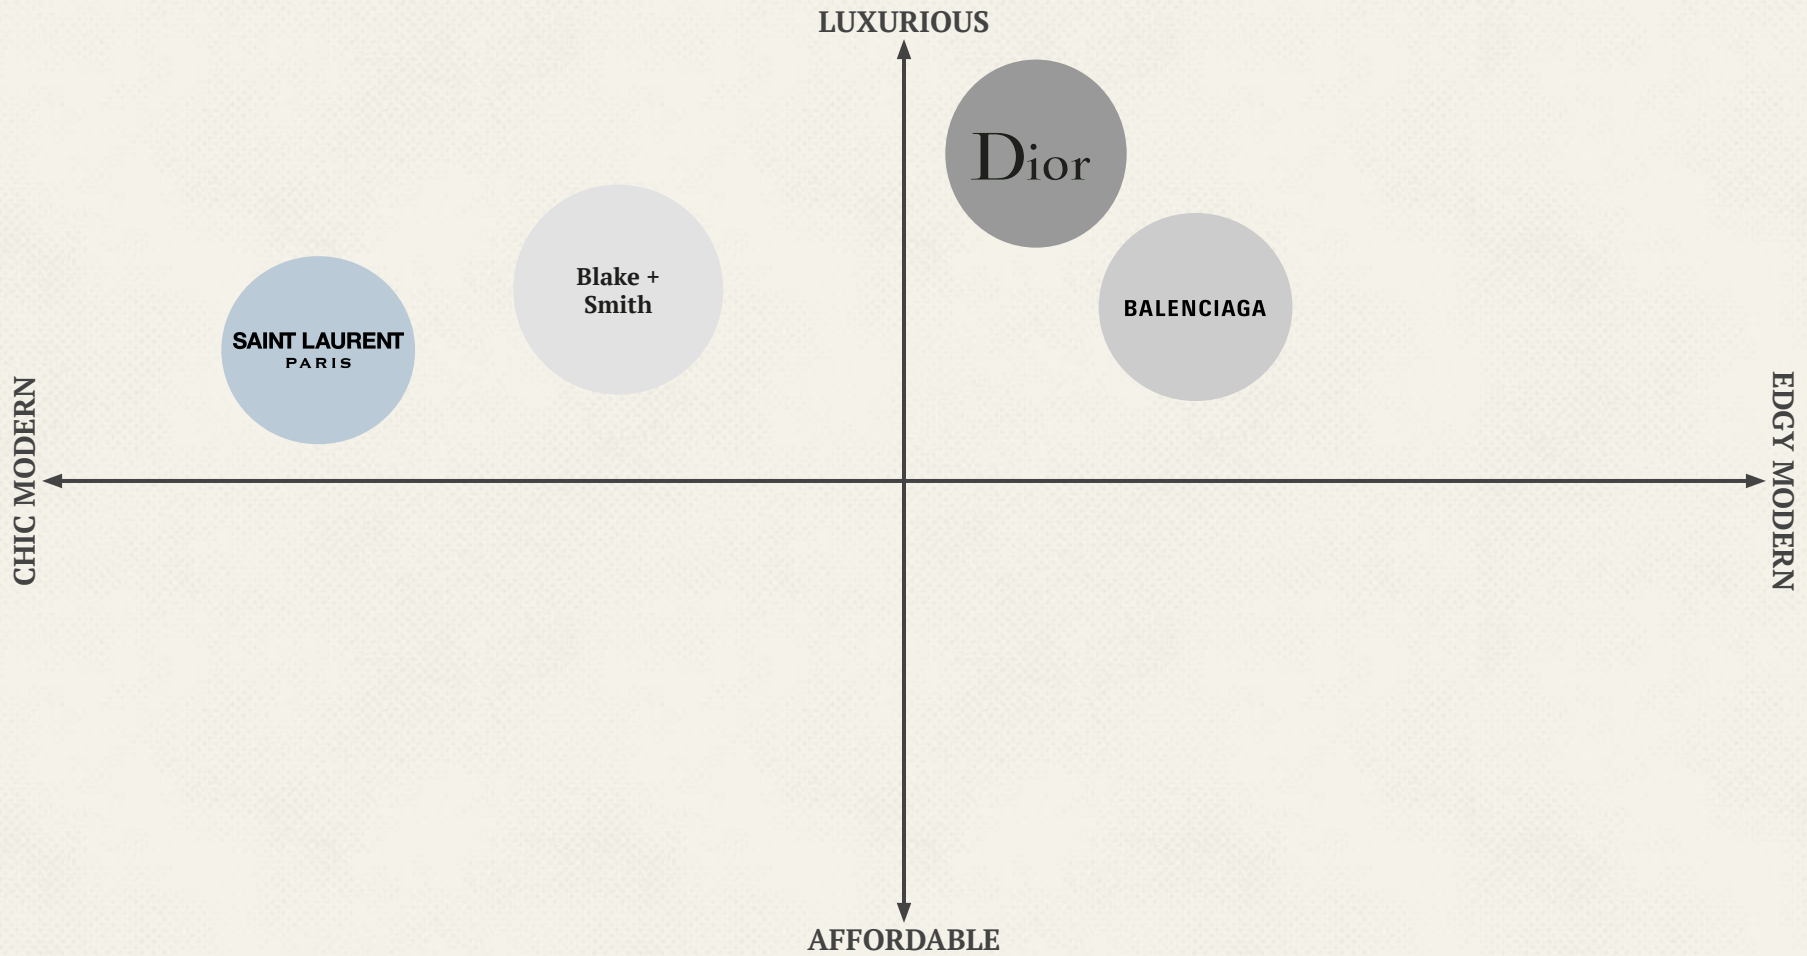 LUXURIOUS
Dior
Blake +
Smith
BALENCIAGA
SAINT LAURENT
PARIS
CHIC MODERN
EDGY MODERN
AFFORDABLE